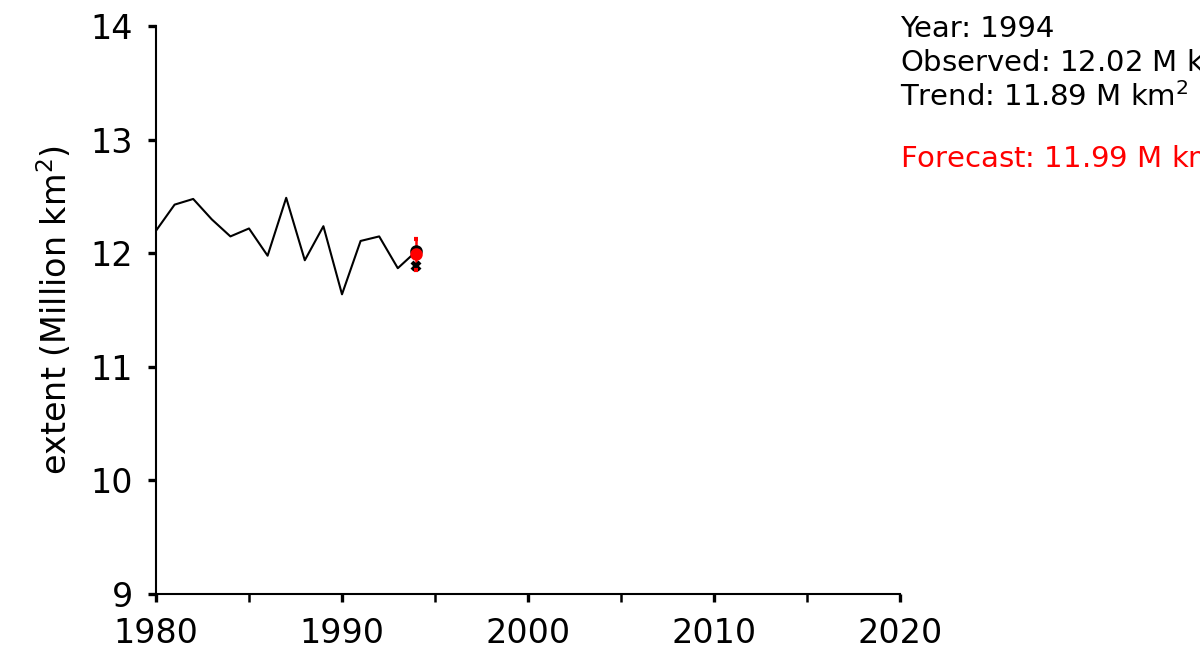 14
13
12
11
10
9
extent (Million km²)
1980 1990 2000 2010 2020
Year: 1994
Observed: 12.02 M k
Trend: 11.89 M km²
Forecast: 11.99 M